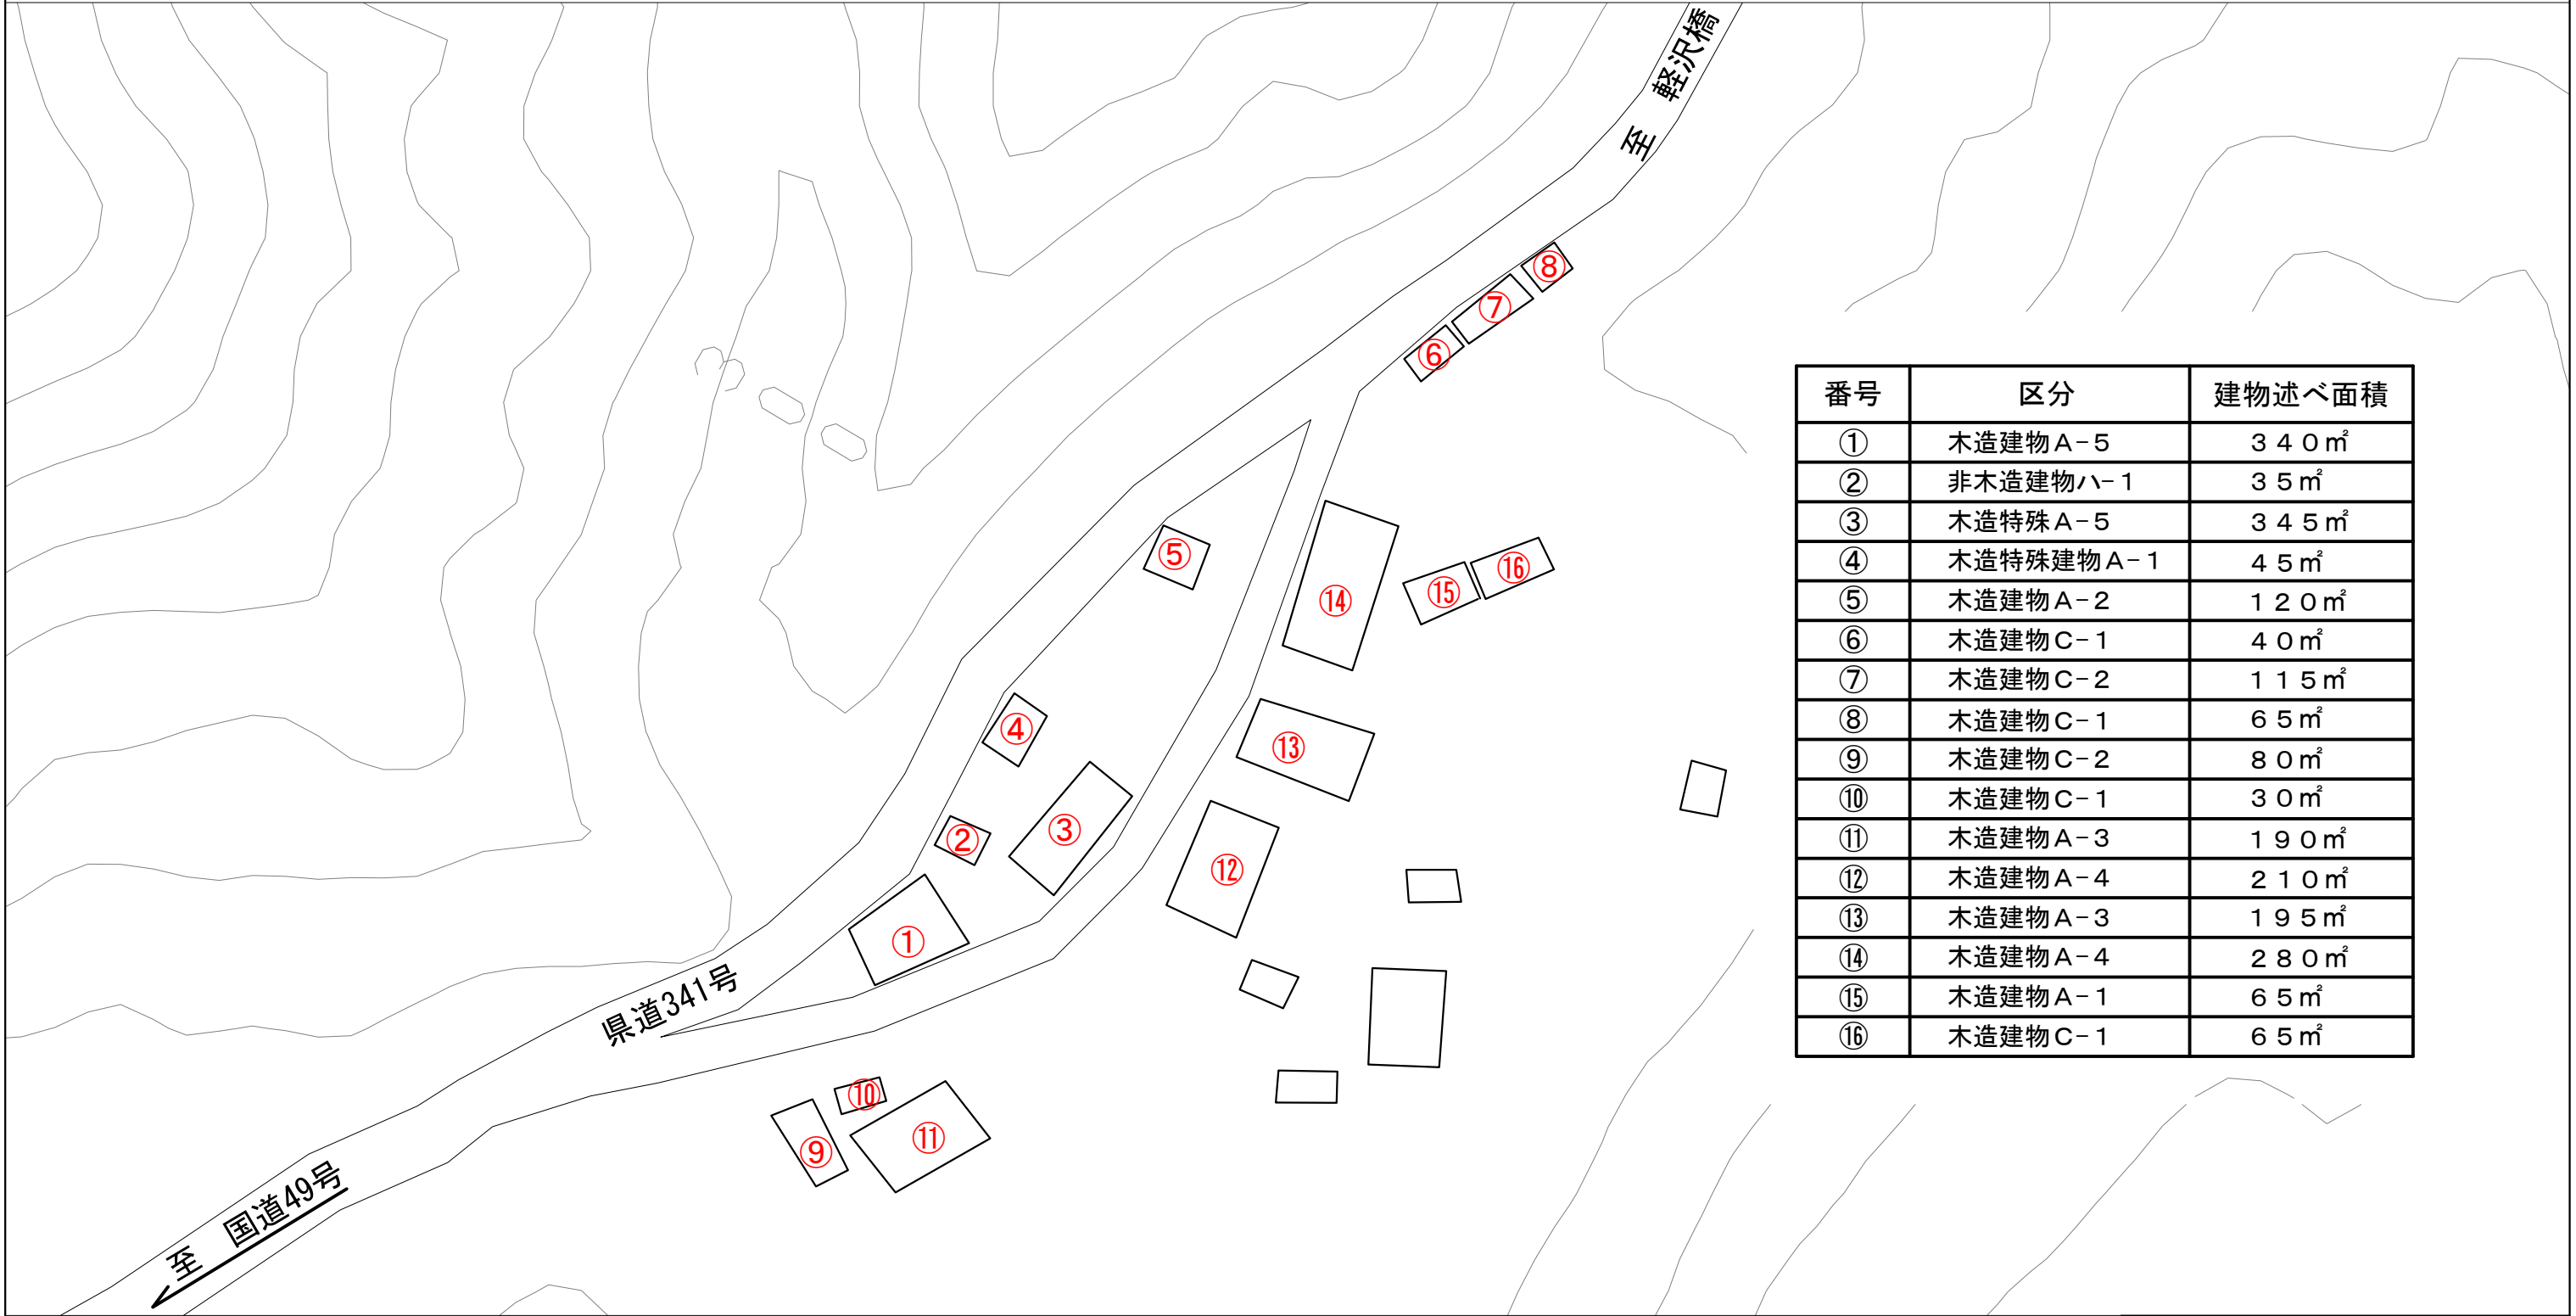 至　軽沢橋
⑧
⑦
⑥
⑤
⑯
⑮
⑭
④
⑬
③
②
⑫
①
県道341号
⑩
⑪
⑨
至　国道49号
番号 区分 建物述べ面積
① 木造建物Ａ−５ ３４０㎡
② 非木造建物ハ−１ ３５㎡
③ 木造特殊Ａ−５ ３４５㎡
④ 木造特殊建物Ａ−１ ４５㎡
⑤ 木造建物Ａ−２ １２０㎡
⑥ 木造建物Ｃ−１ ４０㎡
⑦ 木造建物Ｃ−２ １１５㎡
⑧ 木造建物Ｃ−１ ６５㎡
⑨ 木造建物Ｃ−２ ８０㎡
⑩ 木造建物Ｃ−１ ３０㎡
⑪ 木造建物Ａ−３ １９０㎡
⑫ 木造建物Ａ−４ ２１０㎡
⑬ 木造建物Ａ−３ １９５㎡
⑭ 木造建物Ａ−４ ２８０㎡
⑮ 木造建物Ａ−１ ６５㎡
⑯ 木造建物Ｃ−１ ６５㎡